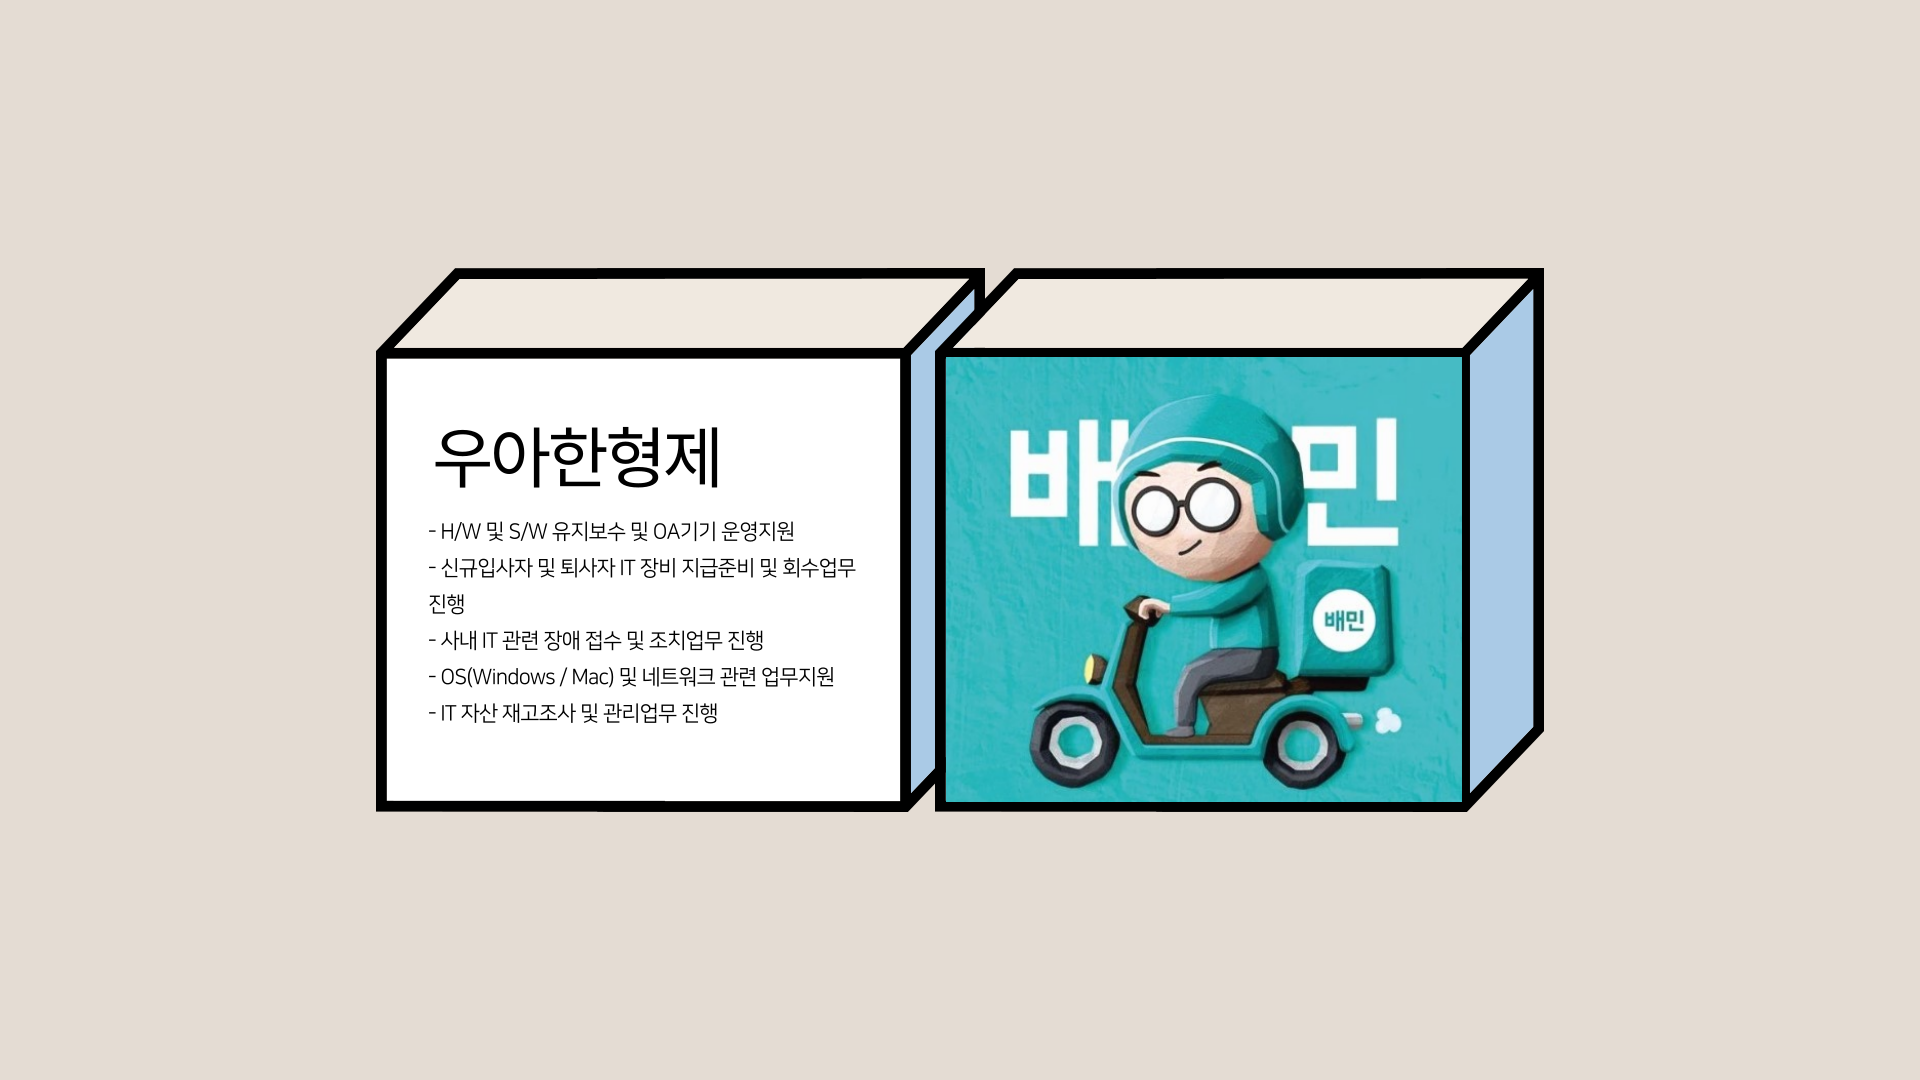 우아한형제
- H/W 및 S/W 유지보수 및 OA기기 운영지원
- 신규입사자 및 퇴사자 IT 장비 지급준비 및 회수업무
진행
- 사내 IT 관련 장애 접수 및 조치업무 진행
- OS(Windows / Mac) 및 네트워크 관련 업무지원
- IT 자산 재고조사 및 관리업무 진행
배민
배민